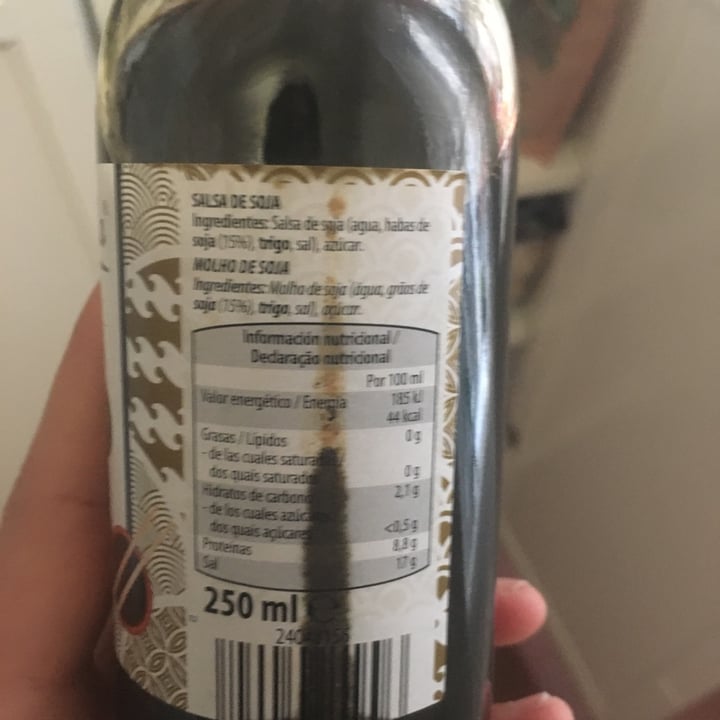 SALSA DE SOJA
Ingredientes: Salsa de soja (agua, habas de
soja (15%), trigo, sal), azúcar.
MOLHO DE SOJA
Ingredientes: Molho de soja (água, grãos de
soja (15%), trigo, sal), açúcar.
Información nutricional /
Declaração nutricional
Por 100 ml
Valor energético / Energia 185 kJ
44 kcal
Grasas / Lípidos 0 g
- de las cuales saturadas
dos quais saturados 0 g
Hidratos de carbono 2,1 g
- de los cuales azúcares
dos quais açúcares <0,5 g
Proteínas 8,8 g
Sal 17 g
250 ml